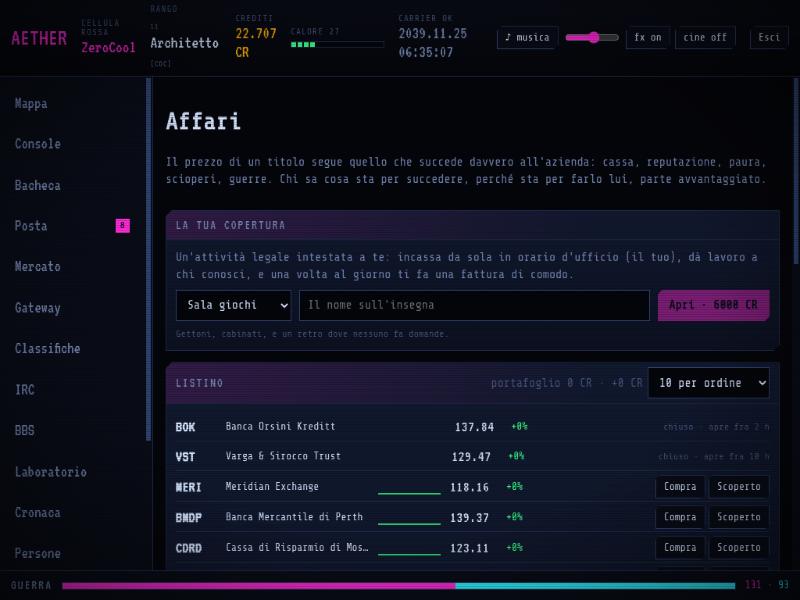 AETHER
CELLULA ROSSA
ZeroCool
RANGO 11
Architetto
[COC]
CREDITI
22.707 CR
CALORE 27
CARRIER OK
2039.11.25
06:35:07
♪ musica
fx on
cine off
Esci
Mappa
Console
Bacheca
Posta 8
Mercato
Gateway
Classifiche
IRC
BBS
Laboratorio
Cronaca
Persone
Affari
Il prezzo di un titolo segue quello che succede davvero all'azienda: cassa, reputazione, paura,
scioperi, guerre. Chi sa cosa sta per succedere, perché sta per farlo lui, parte avvantaggiato.
LA TUA COPERTURA
Un'attività legale intestata a te: incassa da sola in orario d'ufficio (il tuo), dà lavoro a
chi conosci, e una volta al giorno ti fa una fattura di comodo.
Sala giochi
Il nome sull'insegna
Apri · 6000 CR
Gettoni, cabinati, e un retro dove nessuno fa domande.
LISTINO
portafoglio 0 CR · +0 CR
10 per ordine
BOK Banca Orsini Kreditt 137.84 +0% chiuso · apre fra 2 h
VST Varga & Sirocco Trust 129.47 +0% chiuso · apre fra 10 h
MERI Meridian Exchange 118.16 +0% Compra Scoperto
BMDP Banca Mercantile di Perth 139.37 +0% Compra Scoperto
CDRD Cassa di Risparmio di Mos… 123.11 +0% Compra Scoperto
GUERRA 131 · 93